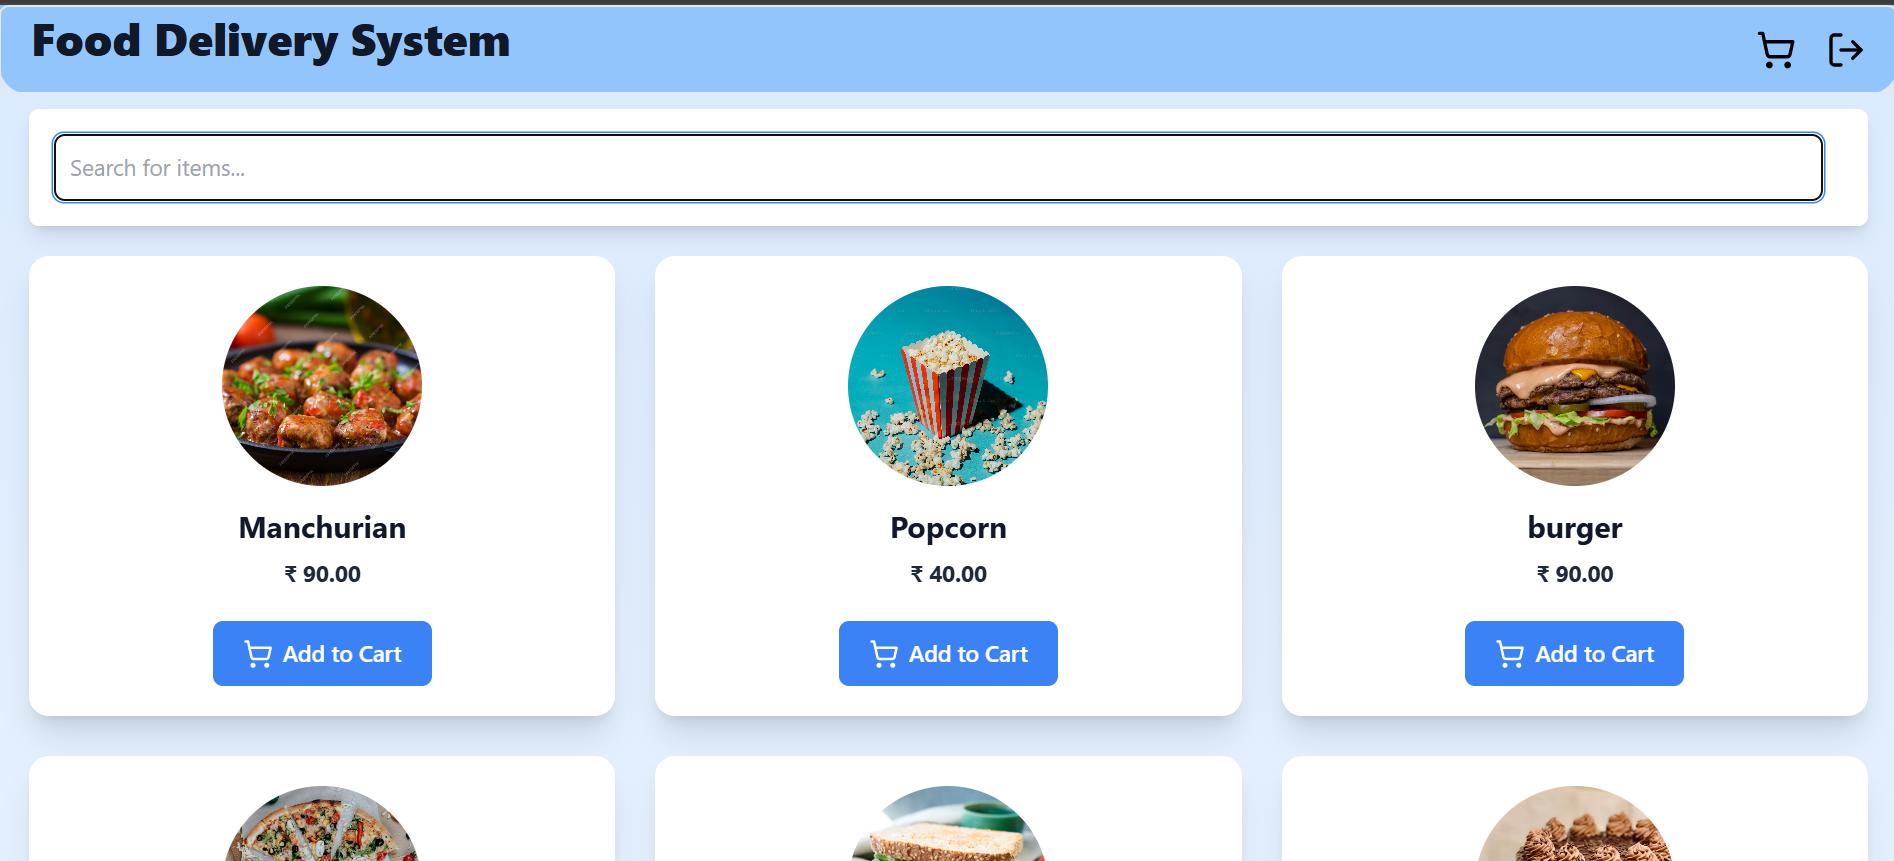 Food Delivery System
Search for items...
Manchurian
₹ 90.00
Add to Cart
Popcorn
₹ 40.00
Add to Cart
burger
₹ 90.00
Add to Cart